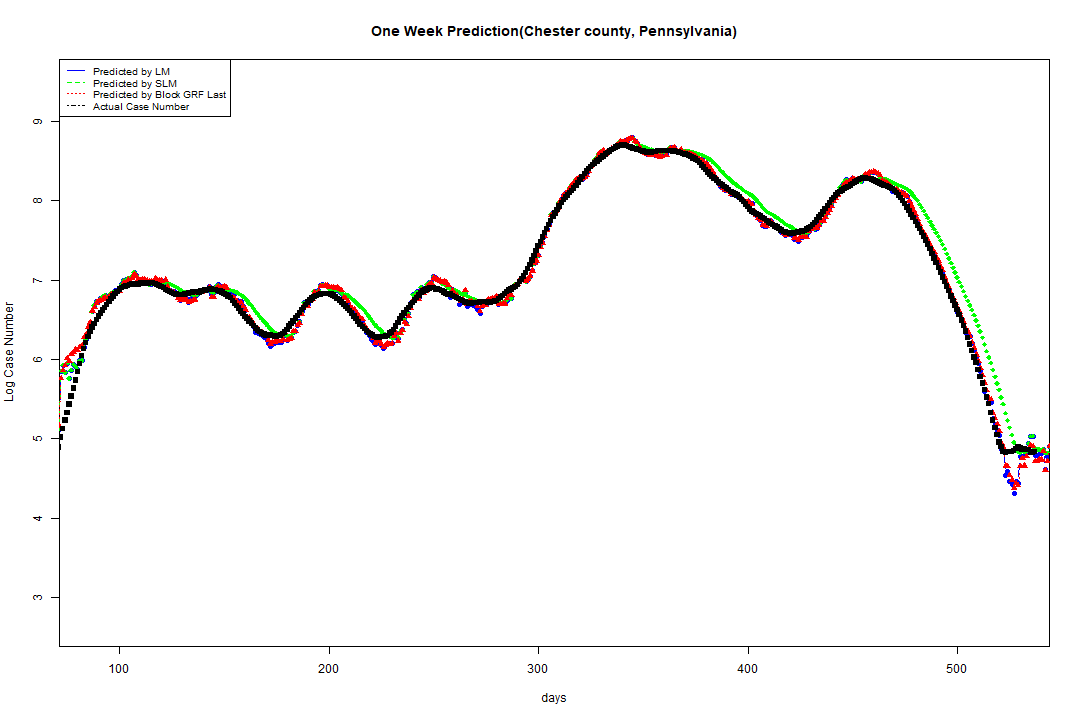 One Week Prediction(Chester county, Pennsylvania)
Predicted by LM
Predicted by SLM
Predicted by Block GRF Last
Actual Case Number
9
8
7
6
5
4
3
Log Case Number
100 200 300 400 500
days